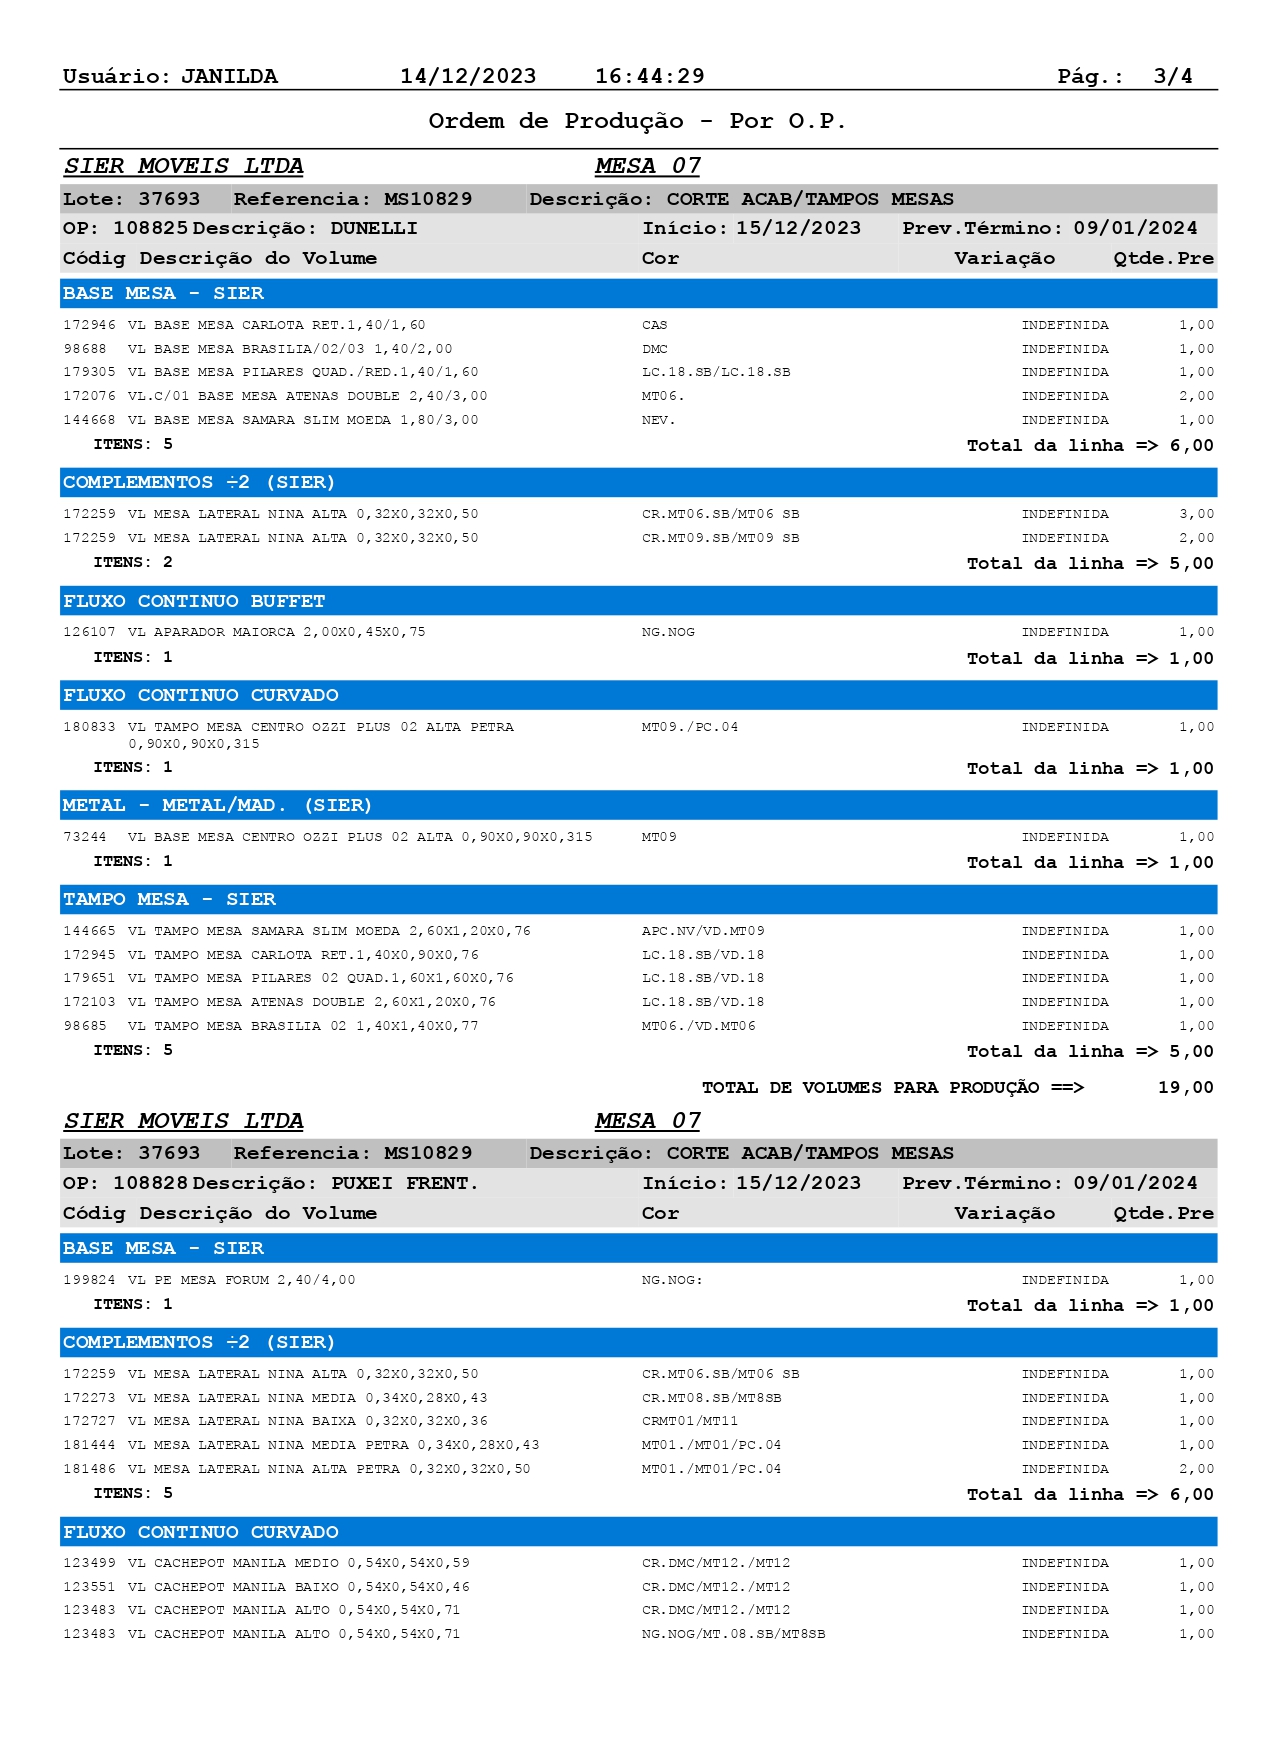 Usuário: JANILDA 14/12/2023 16:44:29 Pág.: 3/4
Ordem de Produção - Por O.P.
SIER MOVEIS LTDA MESA 07
Lote: 37693 Referencia: MS10829 Descrição: CORTE ACAB/TAMPOS MESAS
OP: 108825 Descrição: DUNELLI Início: 15/12/2023 Prev.Término: 09/01/2024
Códig Descrição do Volume Cor Variação Qtde.Pre
BASE MESA - SIER
172946 VL BASE MESA CARLOTA RET.1,40/1,60 CAS INDEFINIDA 1,00
98688 VL BASE MESA BRASILIA/02/03 1,40/2,00 DMC INDEFINIDA 1,00
179305 VL BASE MESA PILARES QUAD./RED.1,40/1,60 LC.18.SB/LC.18.SB INDEFINIDA 1,00
172076 VL.C/01 BASE MESA ATENAS DOUBLE 2,40/3,00 MT06. INDEFINIDA 2,00
144668 VL BASE MESA SAMARA SLIM MOEDA 1,80/3,00 NEV. INDEFINIDA 1,00
ITENS: 5 Total da linha => 6,00
COMPLEMENTOS ÷2 (SIER)
172259 VL MESA LATERAL NINA ALTA 0,32X0,32X0,50 CR.MT06.SB/MT06 SB INDEFINIDA 3,00
172259 VL MESA LATERAL NINA ALTA 0,32X0,32X0,50 CR.MT09.SB/MT09 SB INDEFINIDA 2,00
ITENS: 2 Total da linha => 5,00
FLUXO CONTINUO BUFFET
126107 VL APARADOR MAIORCA 2,00X0,45X0,75 NG.NOG INDEFINIDA 1,00
ITENS: 1 Total da linha => 1,00
FLUXO CONTINUO CURVADO
180833 VL TAMPO MESA CENTRO OZZI PLUS 02 ALTA PETRA MT09./PC.04 INDEFINIDA 1,00
0,90X0,90X0,315
ITENS: 1 Total da linha => 1,00
METAL - METAL/MAD. (SIER)
73244 VL BASE MESA CENTRO OZZI PLUS 02 ALTA 0,90X0,90X0,315 MT09 INDEFINIDA 1,00
ITENS: 1 Total da linha => 1,00
TAMPO MESA - SIER
144665 VL TAMPO MESA SAMARA SLIM MOEDA 2,60X1,20X0,76 APC.NV/VD.MT09 INDEFINIDA 1,00
172945 VL TAMPO MESA CARLOTA RET.1,40X0,90X0,76 LC.18.SB/VD.18 INDEFINIDA 1,00
179651 VL TAMPO MESA PILARES 02 QUAD.1,60X1,60X0,76 LC.18.SB/VD.18 INDEFINIDA 1,00
172103 VL TAMPO MESA ATENAS DOUBLE 2,60X1,20X0,76 LC.18.SB/VD.18 INDEFINIDA 1,00
98685 VL TAMPO MESA BRASILIA 02 1,40X1,40X0,77 MT06./VD.MT06 INDEFINIDA 1,00
ITENS: 5 Total da linha => 5,00
TOTAL DE VOLUMES PARA PRODUÇÃO ==> 19,00
SIER MOVEIS LTDA MESA 07
Lote: 37693 Referencia: MS10829 Descrição: CORTE ACAB/TAMPOS MESAS
OP: 108828 Descrição: PUXEI FRENT. Início: 15/12/2023 Prev.Término: 09/01/2024
Códig Descrição do Volume Cor Variação Qtde.Pre
BASE MESA - SIER
199824 VL PE MESA FORUM 2,40/4,00 NG.NOG: INDEFINIDA 1,00
ITENS: 1 Total da linha => 1,00
COMPLEMENTOS ÷2 (SIER)
172259 VL MESA LATERAL NINA ALTA 0,32X0,32X0,50 CR.MT06.SB/MT06 SB INDEFINIDA 1,00
172273 VL MESA LATERAL NINA MEDIA 0,34X0,28X0,43 CR.MT08.SB/MT8SB INDEFINIDA 1,00
172727 VL MESA LATERAL NINA BAIXA 0,32X0,32X0,36 CRMT01/MT11 INDEFINIDA 1,00
181444 VL MESA LATERAL NINA MEDIA PETRA 0,34X0,28X0,43 MT01./MT01/PC.04 INDEFINIDA 1,00
181486 VL MESA LATERAL NINA ALTA PETRA 0,32X0,32X0,50 MT01./MT01/PC.04 INDEFINIDA 2,00
ITENS: 5 Total da linha => 6,00
FLUXO CONTINUO CURVADO
123499 VL CACHEPOT MANILA MEDIO 0,54X0,54X0,59 CR.DMC/MT12./MT12 INDEFINIDA 1,00
123551 VL CACHEPOT MANILA BAIXO 0,54X0,54X0,46 CR.DMC/MT12./MT12 INDEFINIDA 1,00
123483 VL CACHEPOT MANILA ALTO 0,54X0,54X0,71 CR.DMC/MT12./MT12 INDEFINIDA 1,00
123483 VL CACHEPOT MANILA ALTO 0,54X0,54X0,71 NG.NOG/MT.08.SB/MT8SB INDEFINIDA 1,00